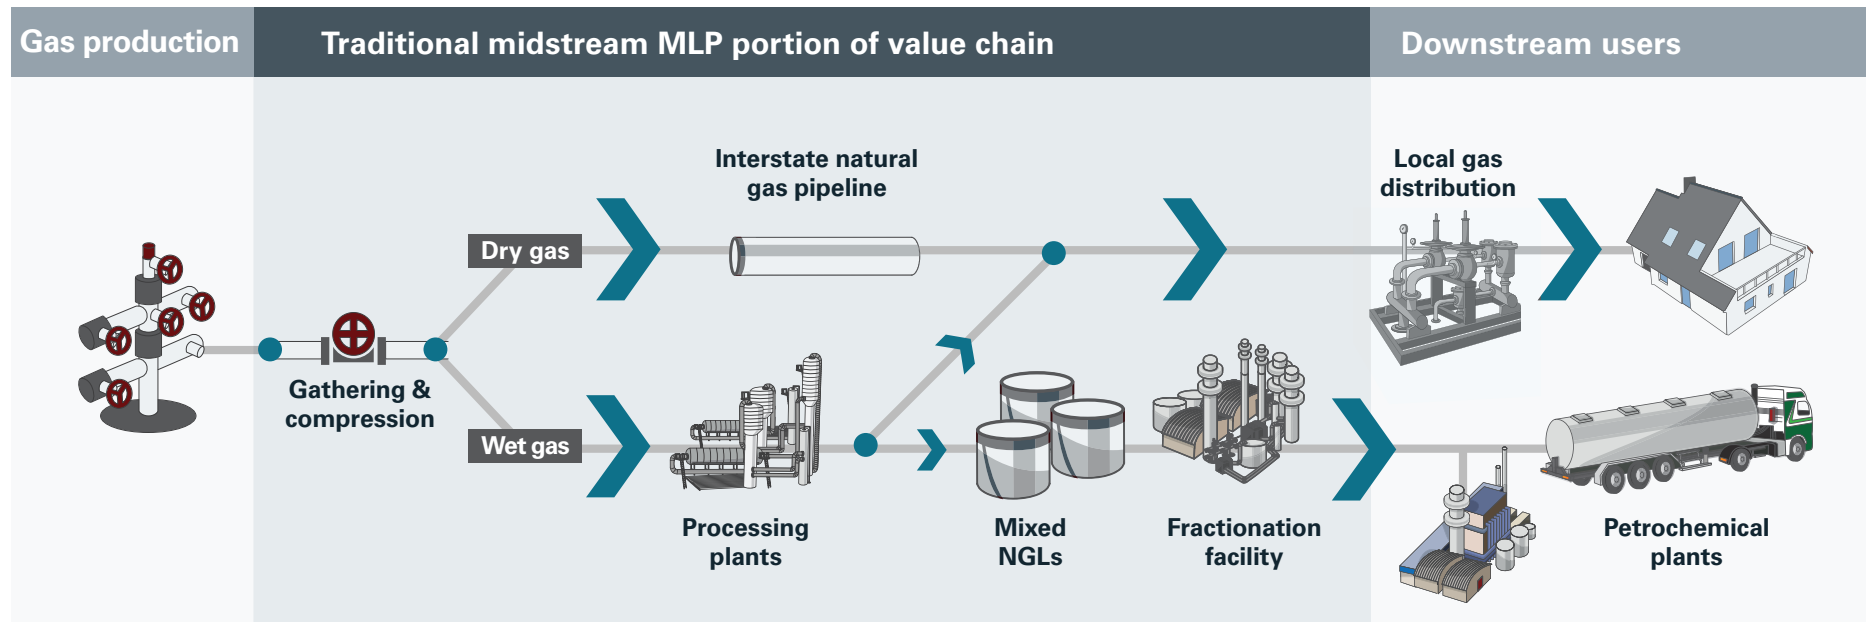 Gas production
Traditional midstream MLP portion of value chain
Downstream users
Interstate natural
gas pipeline
Local gas
distribution
Dry gas
Gathering &
compression
Wet gas
Processing
plants
Mixed
NGLs
Fractionation
facility
Petrochemical
plants